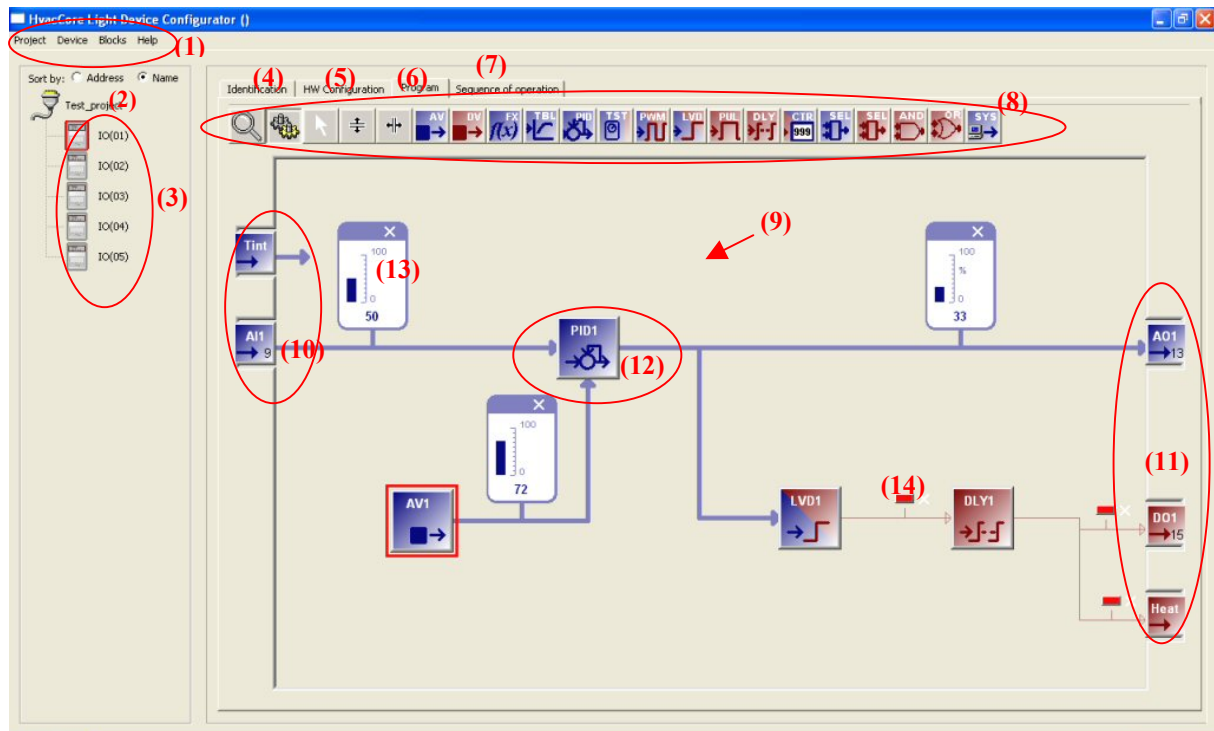 HvacCore Light Device Configurator ()
Project Device Blocks Help (1)
Sort by: Address Name
Test_project (2)
IO(01)
IO(02)
IO(03)
IO(04)
IO(05)
(3)
(4) (5) (6) (7)
Identification HW Configuration Program Sequence of operation
AV DV FX TBL PID TST PWM LVD PUL DLY CTR SEL SEL AND OR SYS (8)
f(x) 999
(9)
Tint
100
0
50
(13)
100
%
0
33
AI1
9
(10)
PID1
(12)
AO1
13
(11)
100
0
72
AV1
LVD1
(14)
DLY1
DO1
15
Heat